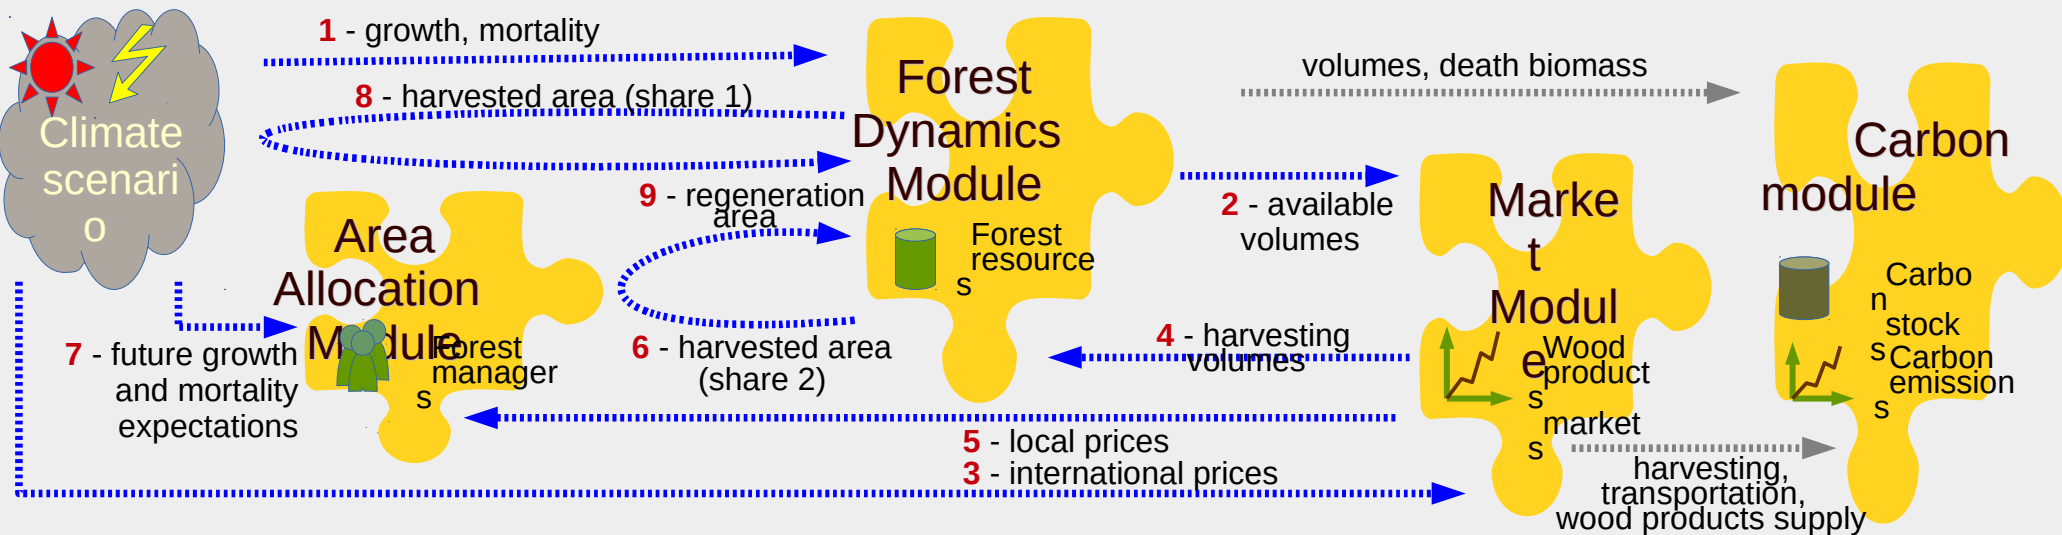 1 - growth, mortality
8 - harvested area (share 1)
Climate
scenari
o
Forest
Dynamics
Module
Forest
resource
s
volumes, death biomass
Carbon
module
Carbo
n
stock
s
Carbon
emission
s
9 - regeneration
area
Area
Allocation
Module
Forest
manager
s
2 - available
volumes
Marke
t
Modul
e
Wood
product
s
market
s
7 - future growth
and mortality
expectations
6 - harvested area
(share 2)
4 - harvesting
volumes
5 - local prices
3 - international prices
harvesting,
transportation,
wood products supply